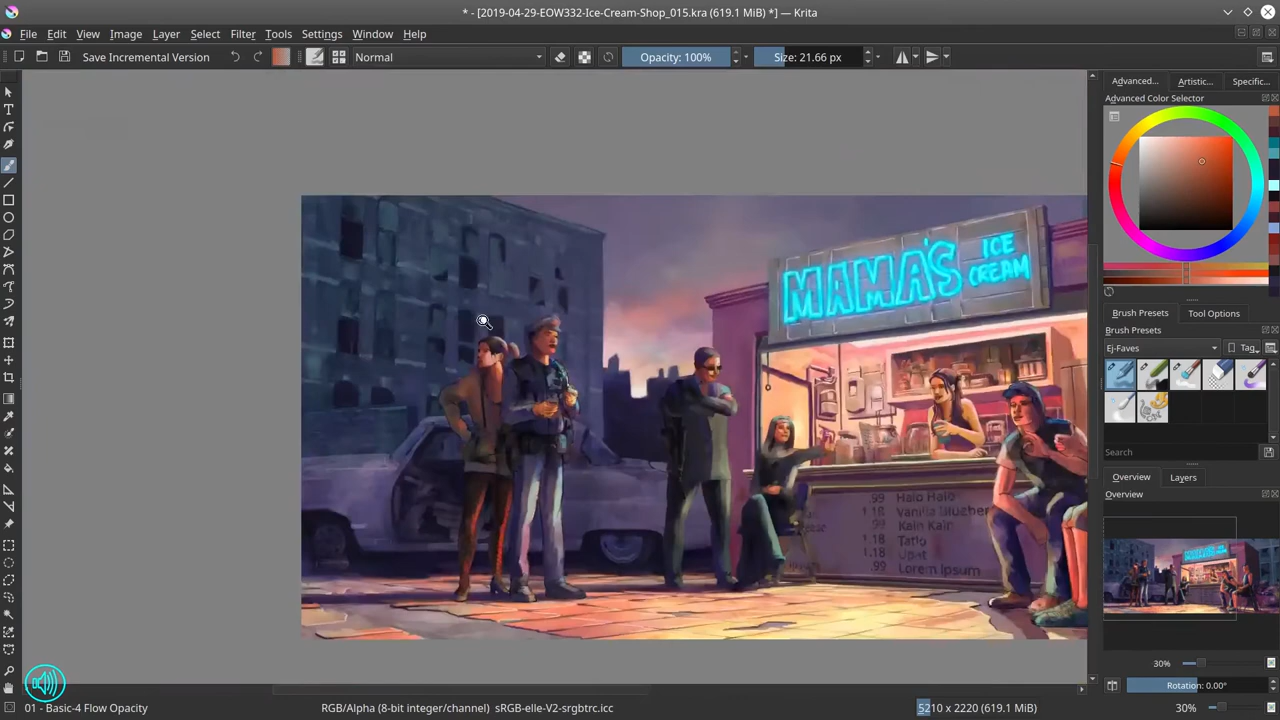 * - [2019-04-29-EOW332-Ice-Cream-Shop_015.kra (619.1 MiB) *] — Krita
File Edit View Image Layer Select Filter Tools Settings Window Help
Save Incremental Version Normal Opacity: 100% Size: 21.66 px
Advanced... Artistic... Specific...
Advanced Color Selector
MAMA'S ICE CREAM
Brush Presets Tool Options
Brush Presets
Ej-Faves Tag
Search
Overview Layers
Overview
.99 Halo Halo
1.18 Vanilla
.99 Kain Kain
1.18
1.18
.99 Lorem Ipsum
30%
Rotation: 0.00°
01 - Basic-4 Flow Opacity RGB/Alpha (8-bit integer/channel) sRGB-elle-V2-srgbtrc.icc 5210 x 2220 (619.1 MiB) 30%